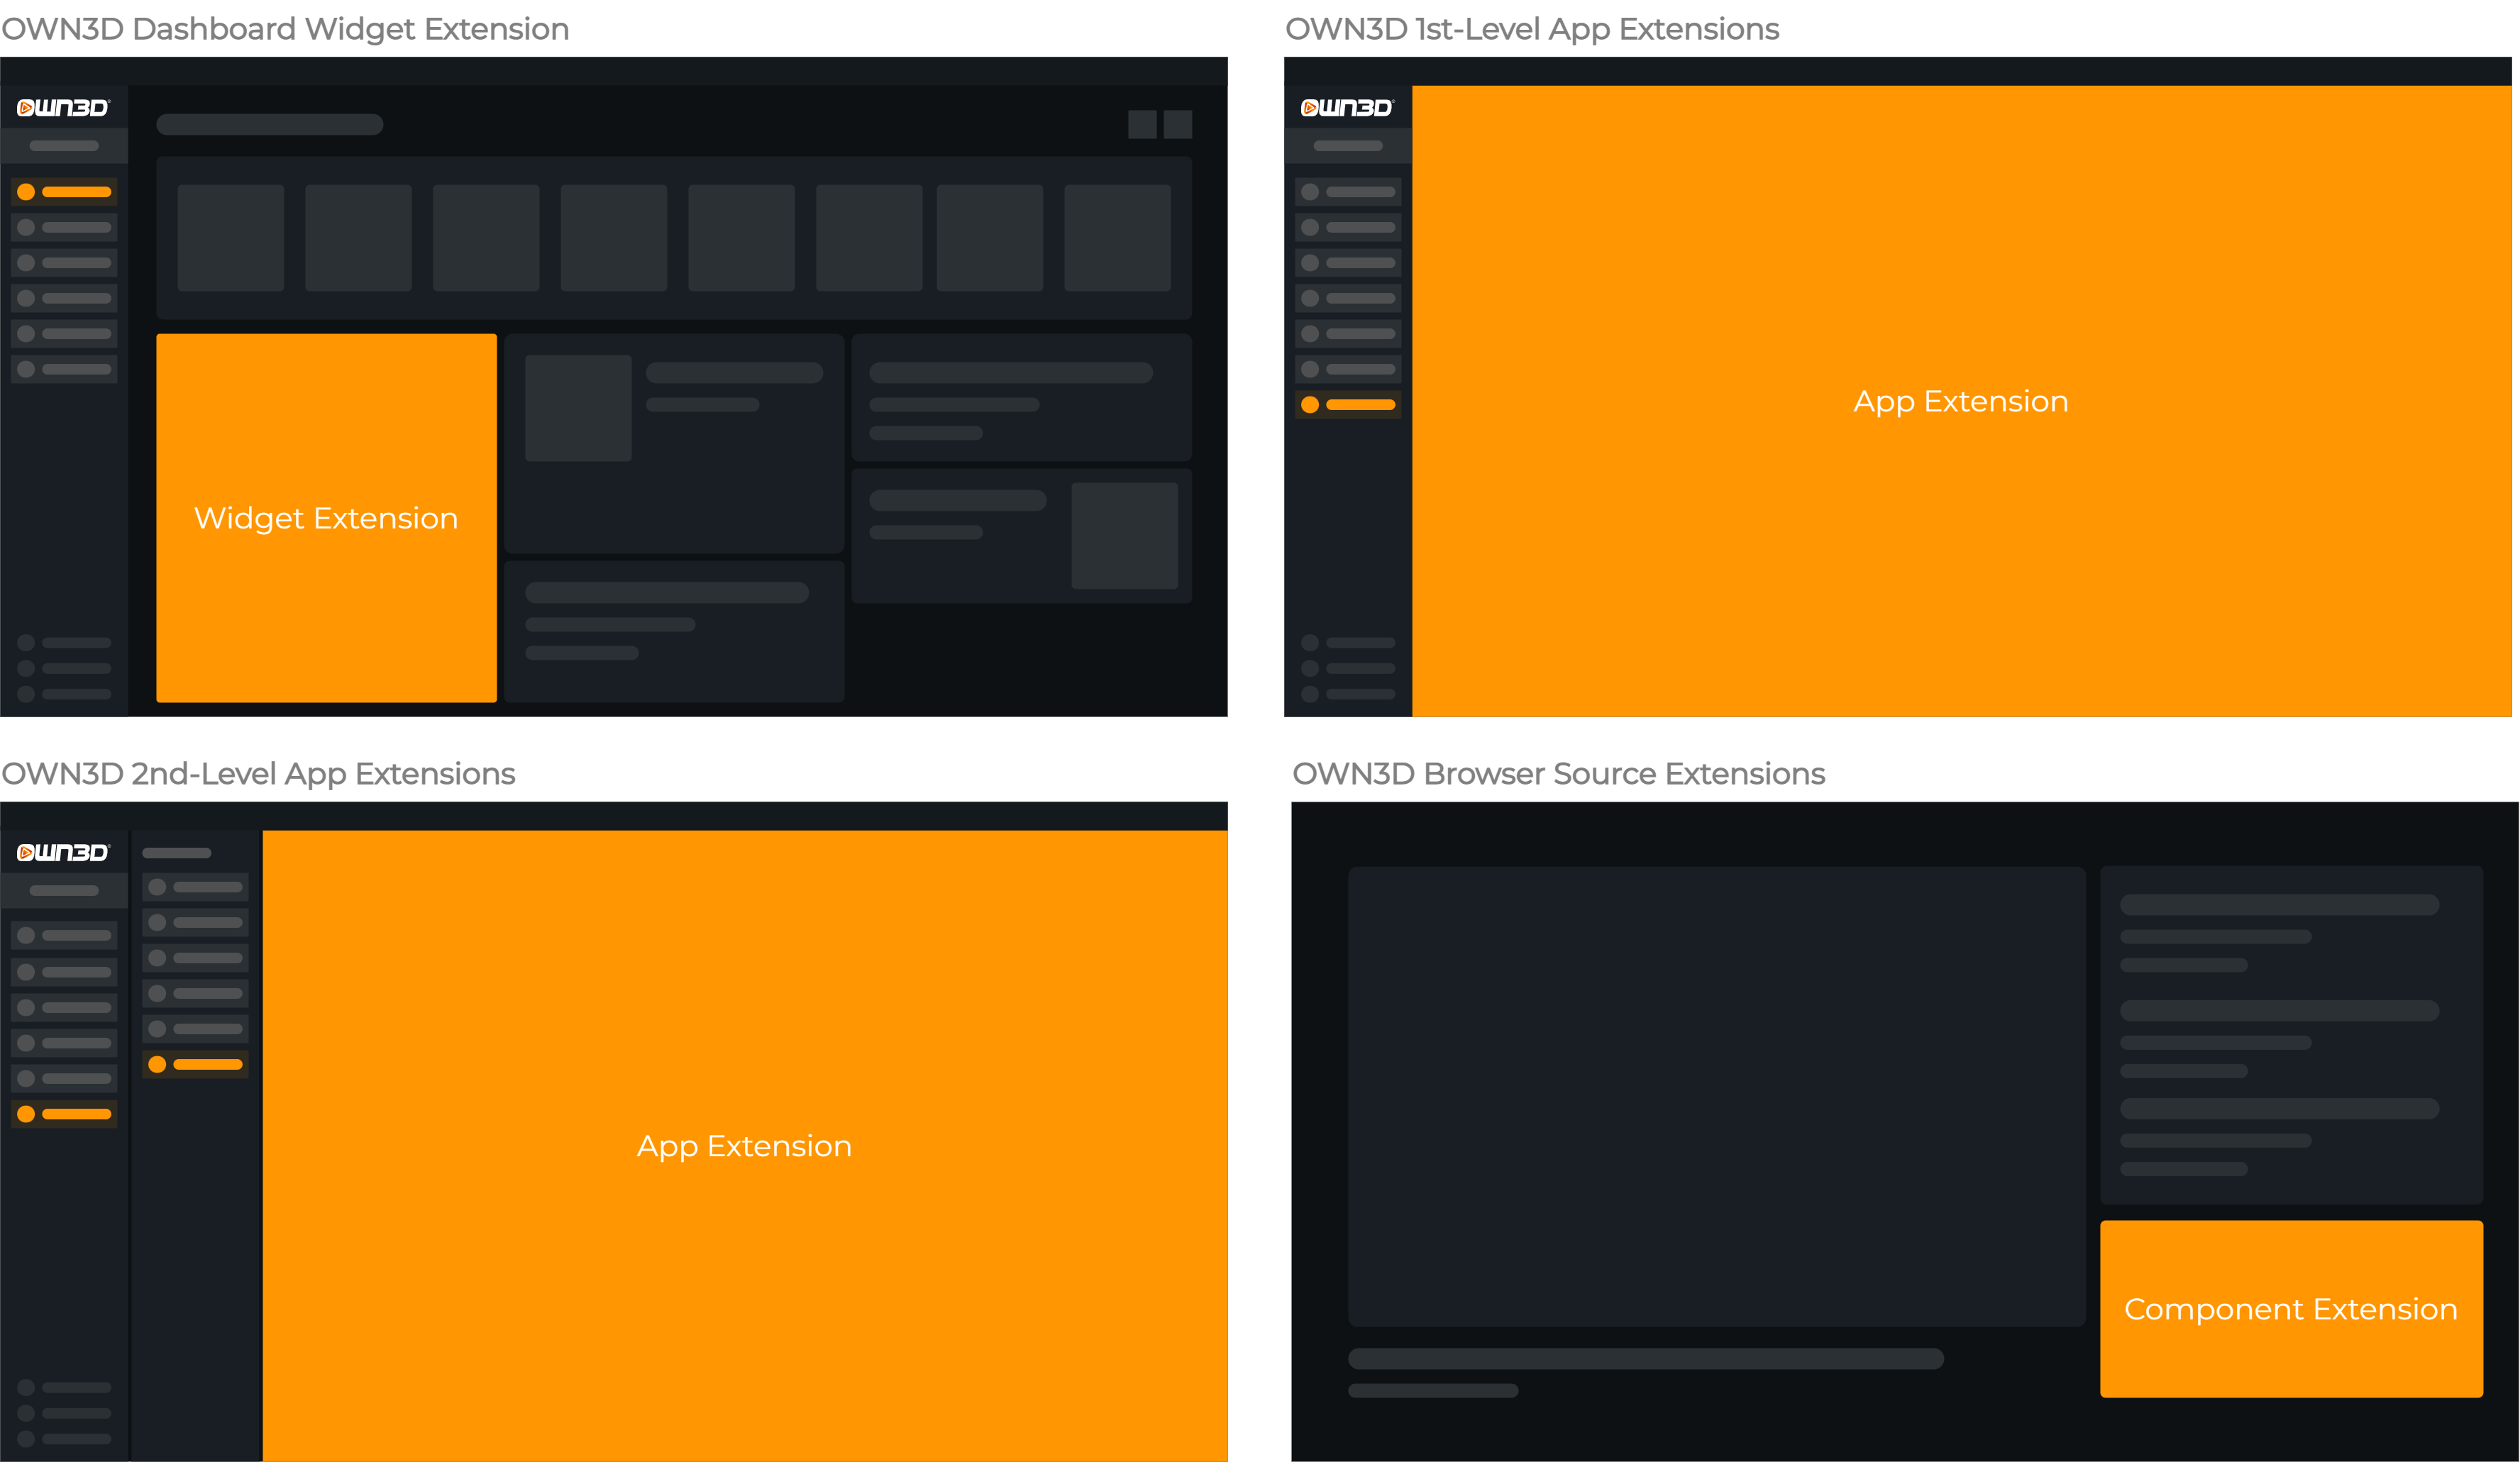 OWN3D Dashboard Widget Extension
OWN3D
Widget Extension
OWN3D 1st-Level App Extensions
OWN3D
App Extension
OWN3D 2nd-Level App Extensions
OWN3D
App Extension
OWN3D Browser Source Extensions
Component Extension